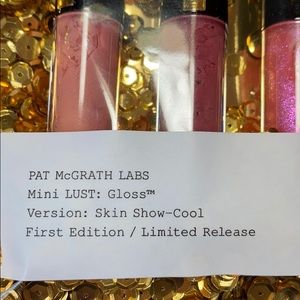 PAT McGRATH LABS
Mini LUST: Gloss™
Version: Skin Show-Cool
First Edition / Limited Release